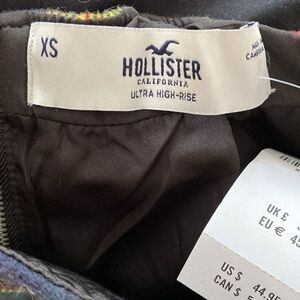 XS
HOLLISTER
CALIFORNIA
ULTRA HIGH-RISE
UK £
EU €
US $ 44.95
CAN $